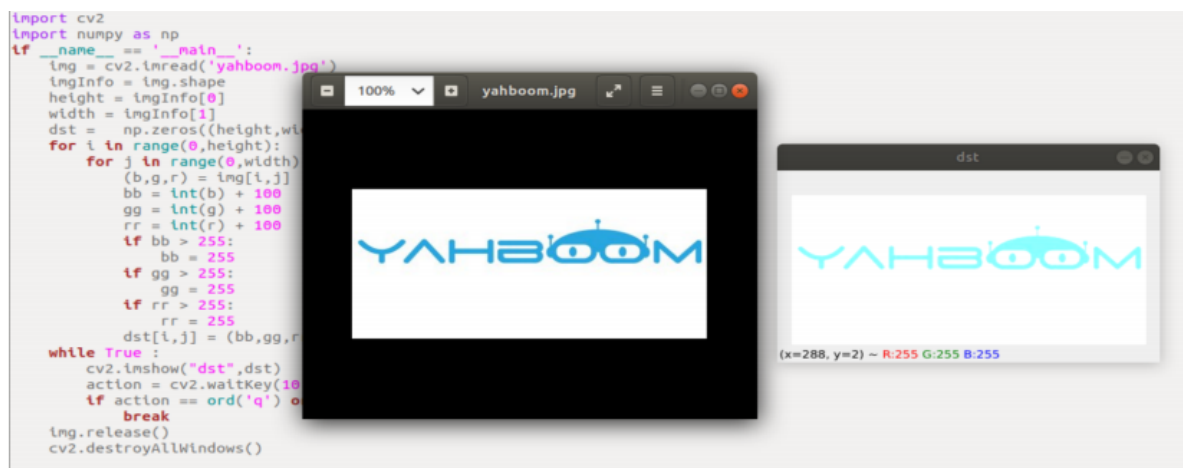 import cv2
import numpy as np
if __name__ == '__main__':
    img = cv2.imread('yahboom.jpg')
    imgInfo = img.shape
    height = imgInfo[0]
    width = imgInfo[1]
    dst =   np.zeros((height,wi
    for i in range(0,height):
        for j in range(0,width)
            (b,g,r) = img[i,j]
            bb = int(b) + 100
            gg = int(g) + 100
            rr = int(r) + 100
            if bb > 255:
                bb = 255
            if gg > 255:
                gg = 255
            if rr > 255:
                rr = 255
            dst[i,j] = (bb,gg,r
    while True :
        cv2.imshow("dst",dst)
        action = cv2.waitKey(10
        if action == ord('q') o
            break
    img.release()
    cv2.destroyAllWindows()
100% yahboom.jpg
YAHBOOM
dst
YAHBOOM
(x=288, y=2) ~ R:255 G:255 B:255